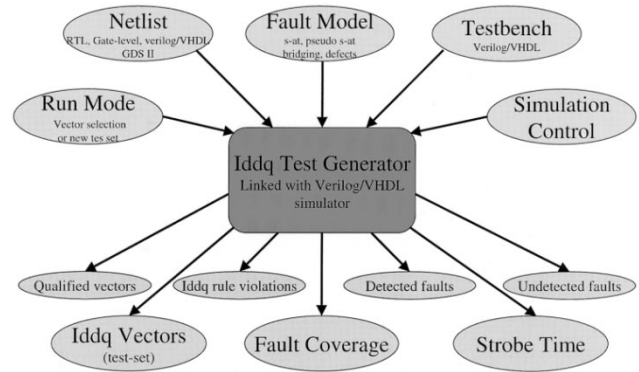 Netlist
RTL, Gate-level, verilog/VHDL
GDS II
Fault Model
s-at, pseudo s-at
bridging, defects
Testbench
Verilog/VHDL
Run Mode
Vector selection
or new tes set
Simulation
Control
Iddq Test Generator
Linked with Verilog/VHDL
simulator
Qualified vectors
Iddq rule violations
Detected faults
Undetected faults
Iddq Vectors
(test-set)
Fault Coverage
Strobe Time